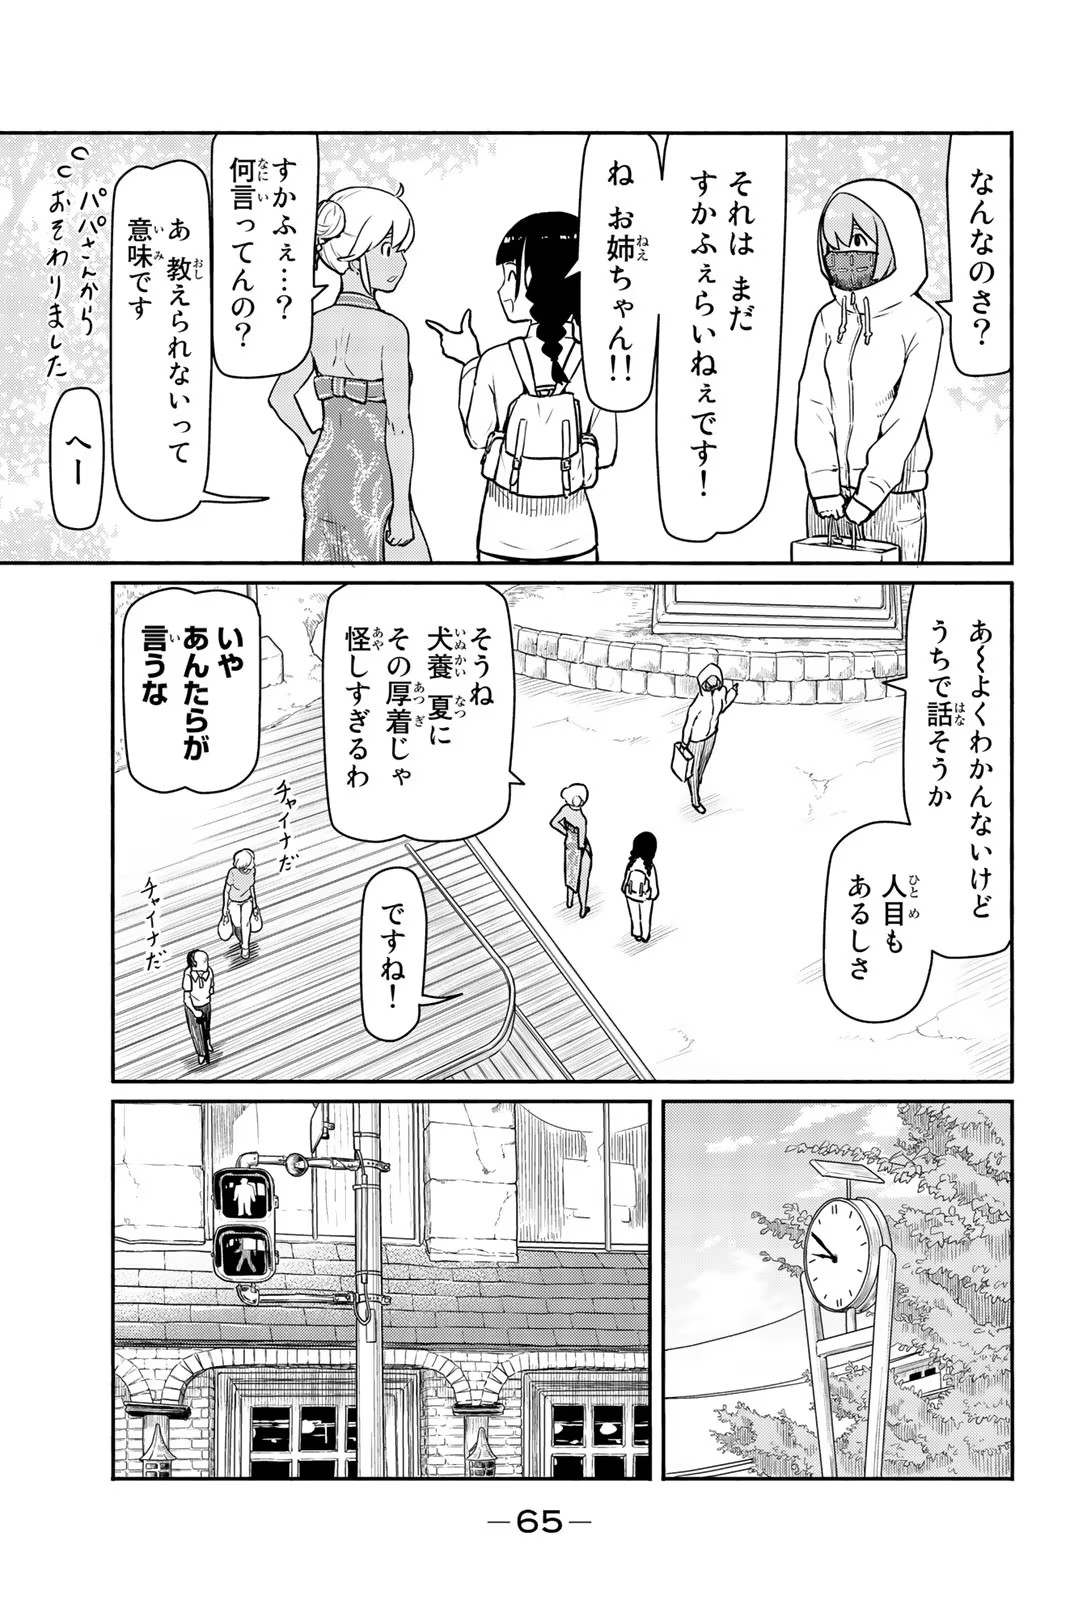 なんなのさ？
それは まだ
すかふぇらいねぇです！
ね お姉ちゃん!!
すかふぇ…？
何言ってんの？
あ 教えられないって
意味です
パパさんから
おそわりました
へー
あ〜よくわかんないけど
うちで話そうか
人目も
あるしさ
そうね
犬養 夏に
その厚着じゃ
怪しすぎるわ
ですね！
いや
あんたらが
言うな
チャイナだ
チャイナだ
—65—